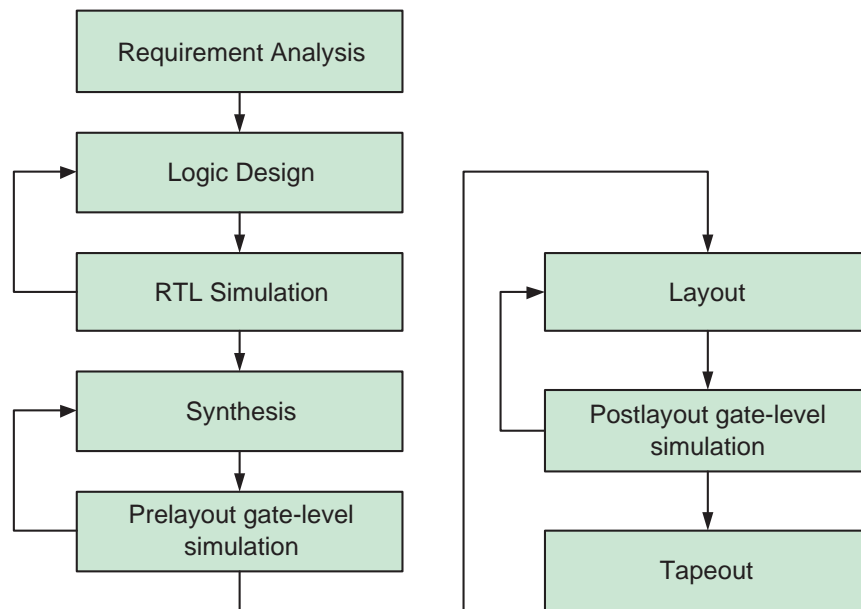 Requirement Analysis
Logic Design
RTL Simulation
Synthesis
Prelayout gate-level
simulation
Layout
Postlayout gate-level
simulation
Tapeout